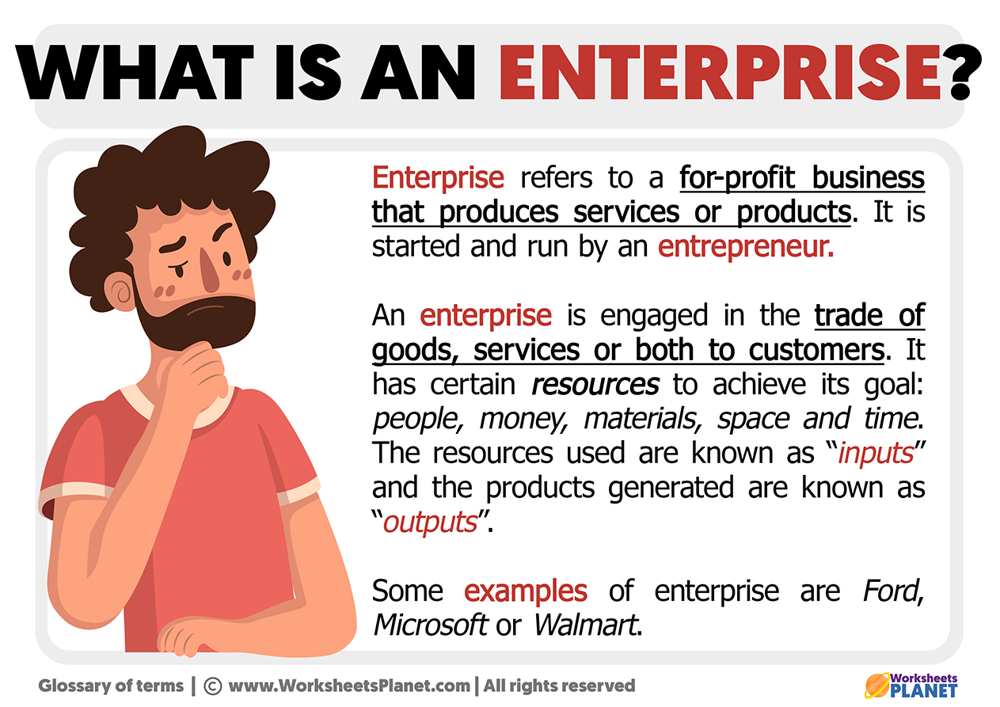 WHAT IS AN ENTERPRISE?
Enterprise refers to a for-profit business
that produces services or products. It is
started and run by an entrepreneur.
An enterprise is engaged in the trade of
goods, services or both to customers. It
has certain resources to achieve its goal:
people, money, materials, space and time.
The resources used are known as “inputs”
and the products generated are known as
“outputs”.
Some examples of enterprise are Ford,
Microsoft or Walmart.
Glossary of terms | © www.WorksheetsPlanet.com | All rights reserved
Worksheets
PLANET